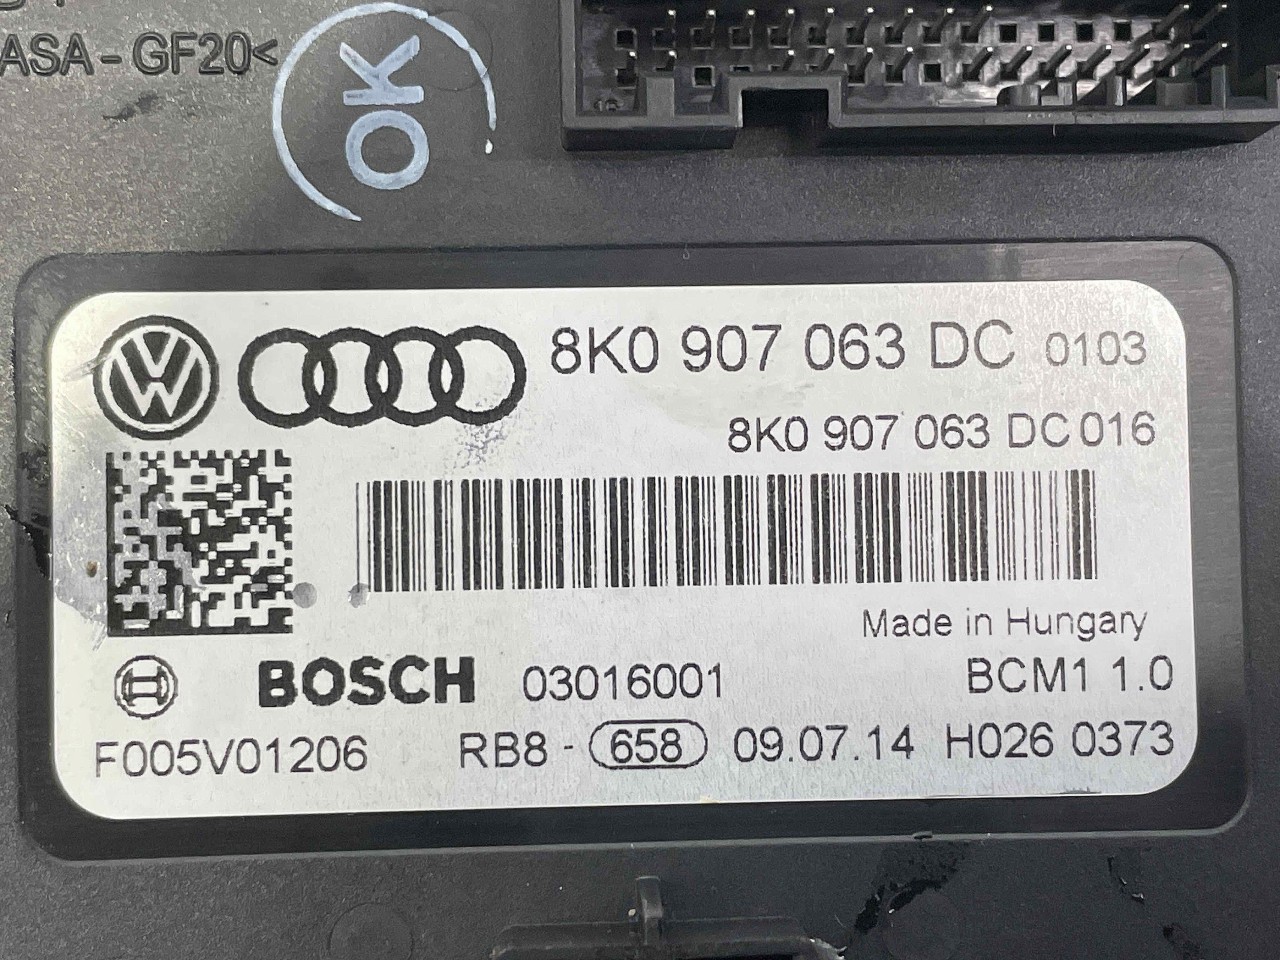 ASA-GF20<
OK
8K0 907 063 DC 0103
8K0 907 063 DC 016
Made in Hungary
BOSCH 03016001 BCM1 1.0
F005V01206 RB8 - 658 09.07.14 H026 0373